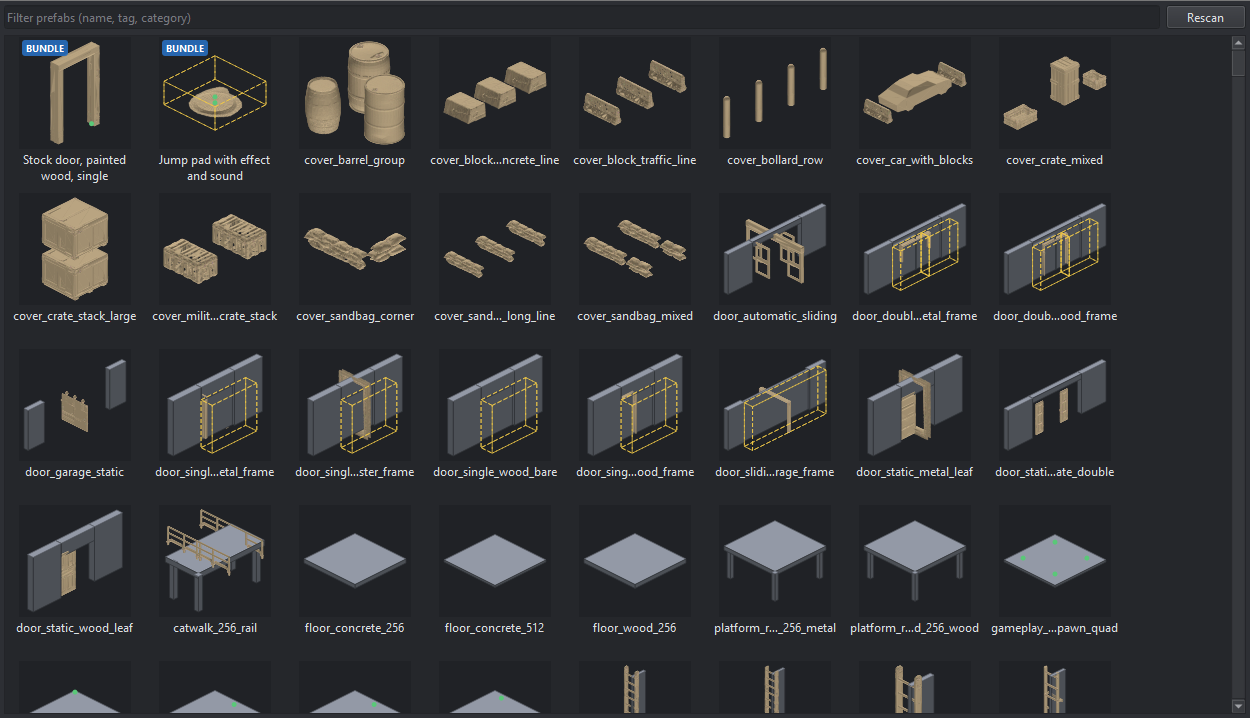 Filter prefabs (name, tag, category)
Rescan
BUNDLE
BUNDLE
Stock door, painted
wood, single
Jump pad with effect
and sound
cover_barrel_group
cover_block...ncrete_line
cover_block_traffic_line
cover_bollard_row
cover_car_with_blocks
cover_crate_mixed
cover_crate_stack_large
cover_milit...crate_stack
cover_sandbag_corner
cover_sand..._long_line
cover_sandbag_mixed
door_automatic_sliding
door_doubl...etal_frame
door_doub...ood_frame
door_garage_static
door_singl...etal_frame
door_singl...ster_frame
door_single_wood_bare
door_sing...ood_frame
door_slidi...rage_frame
door_static_metal_leaf
door_stati...ate_double
door_static_wood_leaf
catwalk_256_rail
floor_concrete_256
floor_concrete_512
floor_wood_256
platform_r..._256_metal
platform_r...d_256_wood
gameplay_...pawn_quad